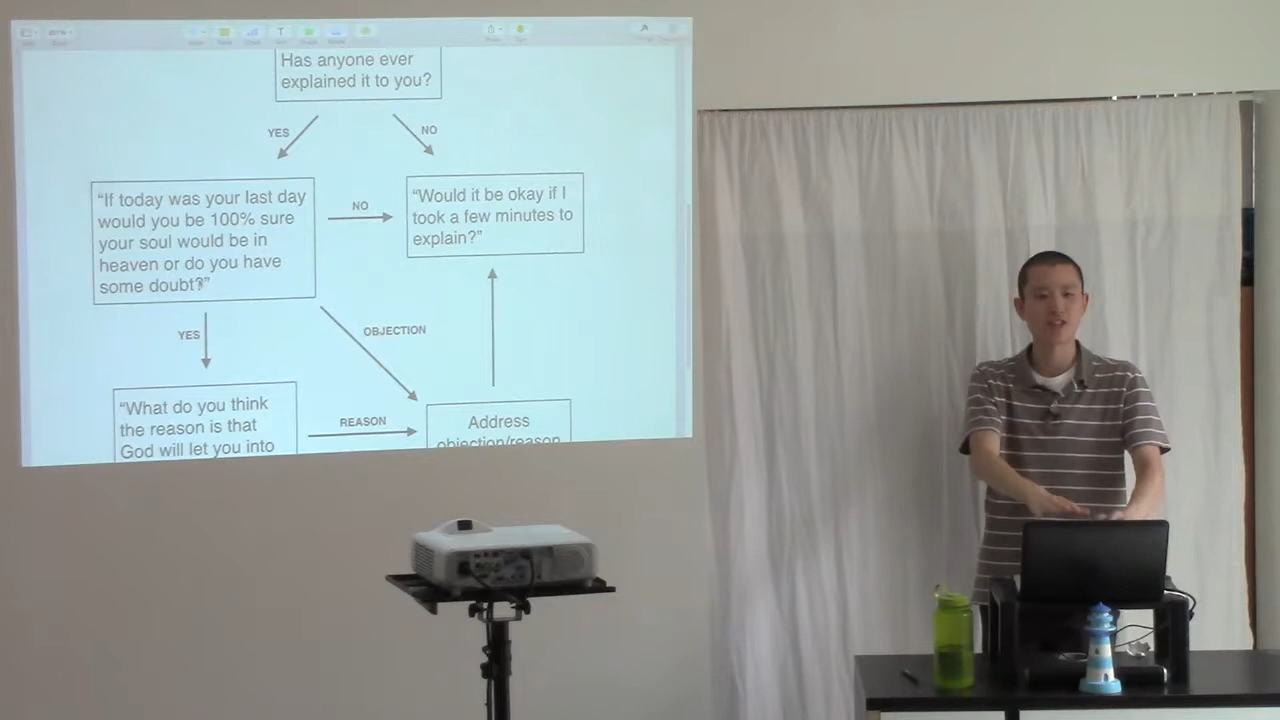 Has anyone ever
explained it to you?
YES
NO
“If today was your last day
would you be 100% sure
your soul would be in
heaven or do you have
some doubt?”
NO
“Would it be okay if I
took a few minutes to
explain?”
YES
OBJECTION
“What do you think
the reason is that
God will let you into
REASON
Address
objection/reason